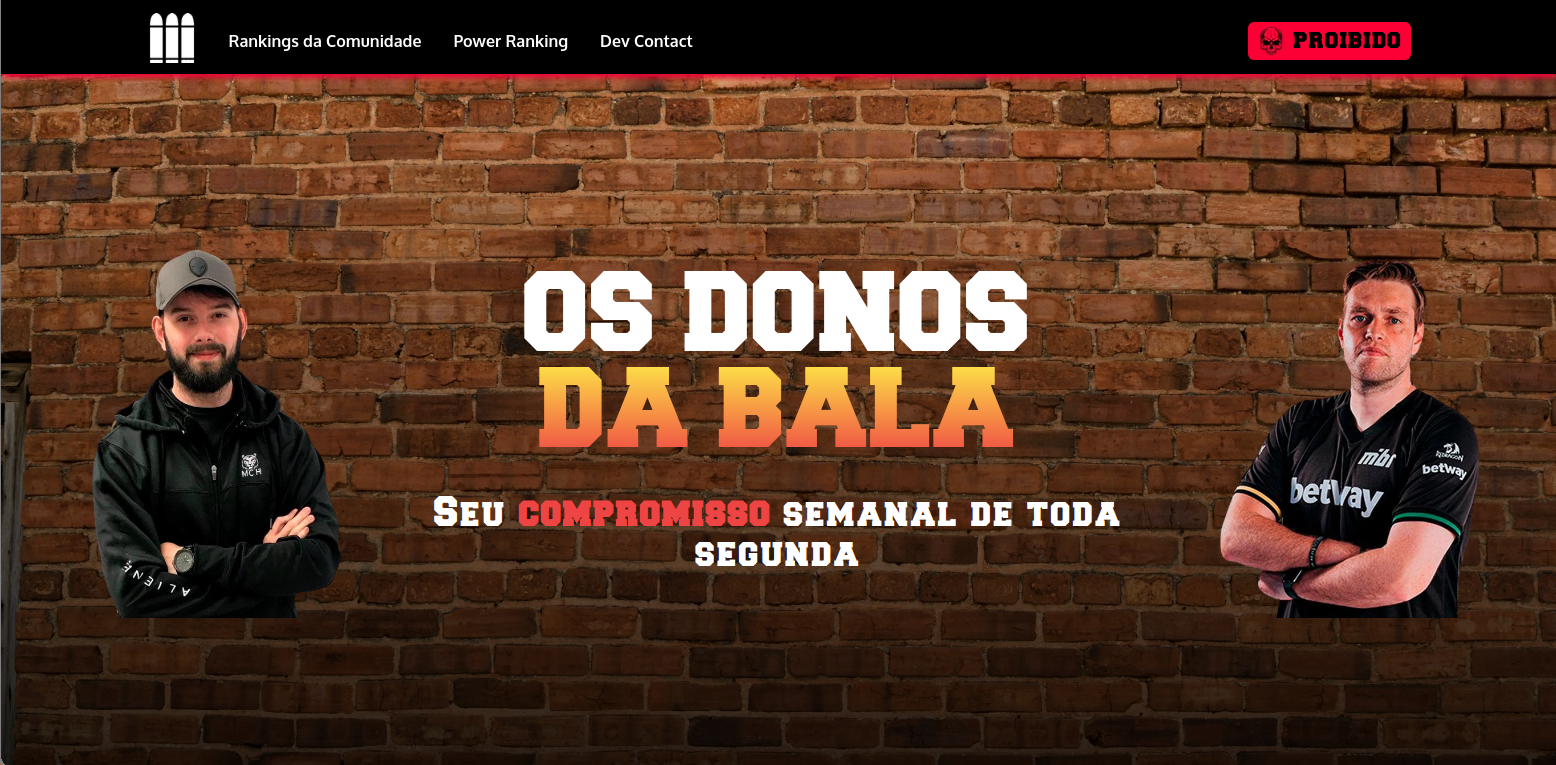 Rankings da Comunidade Power Ranking Dev Contact PROIBIDO
OS DONOS
DA BALA
Seu compromisso semanal de toda
segunda
MCH
ALIENE
mibr
REDRAGON
betway
betway